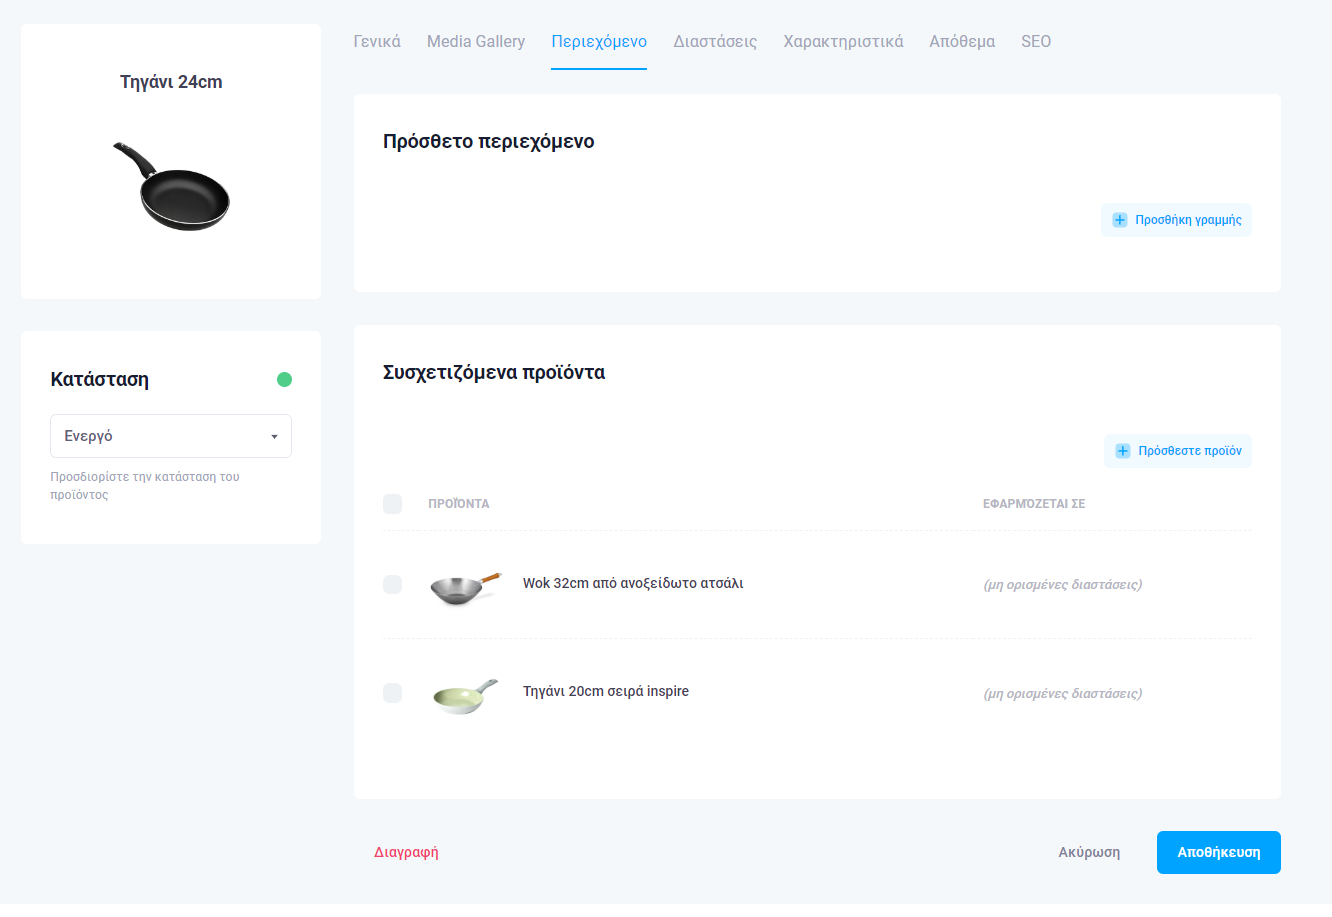 Τηγάνι 24cm
Κατάσταση
Ενεργό
Προσδιορίστε την κατάσταση του
προϊόντος
Γενικά Media Gallery Περιεχόμενο Διαστάσεις Χαρακτηριστικά Απόθεμα SEO
Πρόσθετο περιεχόμενο
Προσθήκη γραμμής
Συσχετιζόμενα προϊόντα
Πρόσθεστε προϊόν
ΠΡΟΪΌΝΤΑ ΕΦΑΡΜΌΖΕΤΑΙ ΣΕ
Wok 32cm από ανοξείδωτο ατσάλι (μη ορισμένες διαστάσεις)
Τηγάνι 20cm σειρά inspire (μη ορισμένες διαστάσεις)
Διαγραφή Ακύρωση Αποθήκευση